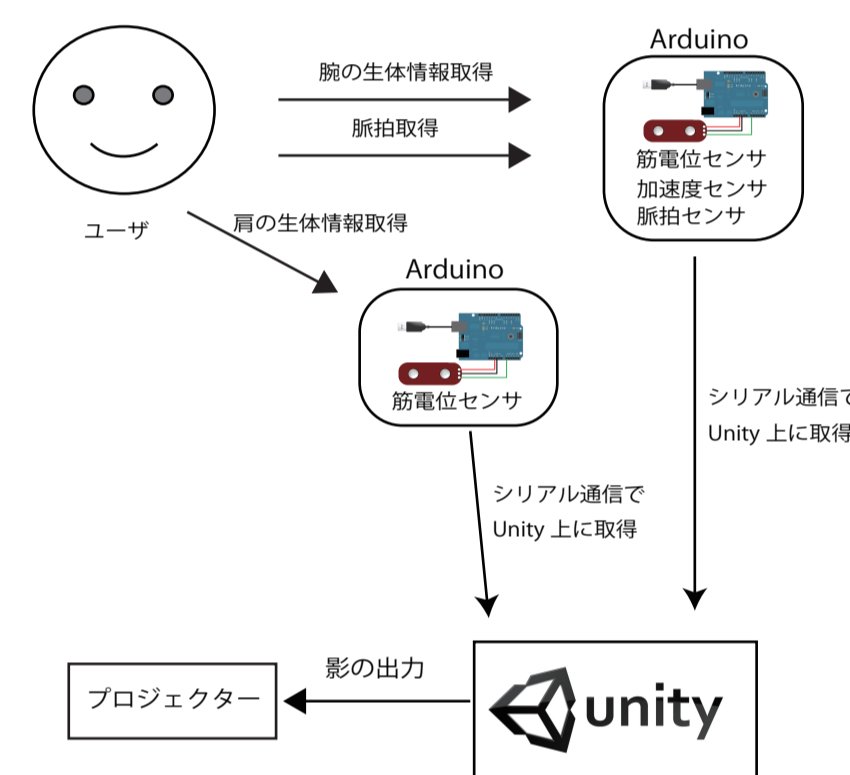 Arduino
腕の生体情報取得
脈拍取得
筋電位センサ
加速度センサ
脈拍センサ
ユーザ
肩の生体情報取得
Arduino
筋電位センサ
シリアル通信で
Unity 上に取得
シリアル通信で
Unity 上に取得
影の出力
プロジェクター
unity